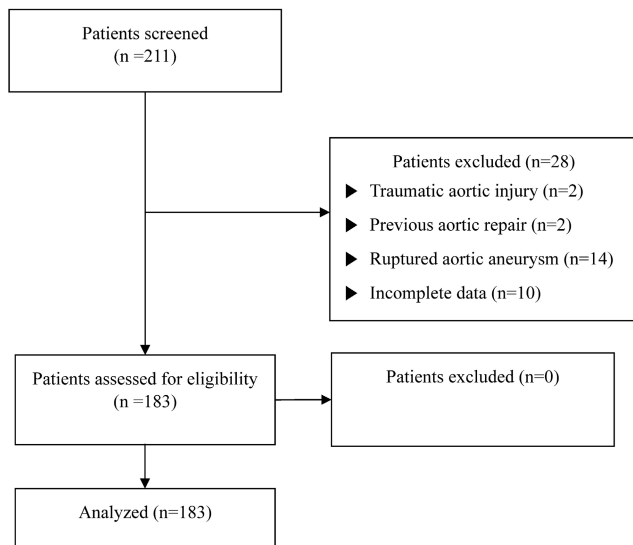 Patients screened
(n =211)
Patients excluded (n=28)
Traumatic aortic injury (n=2)
Previous aortic repair (n=2)
Ruptured aortic aneurysm (n=14)
Incomplete data (n=10)
Patients assessed for eligibility
(n =183)
Patients excluded (n=0)
Analyzed (n=183)